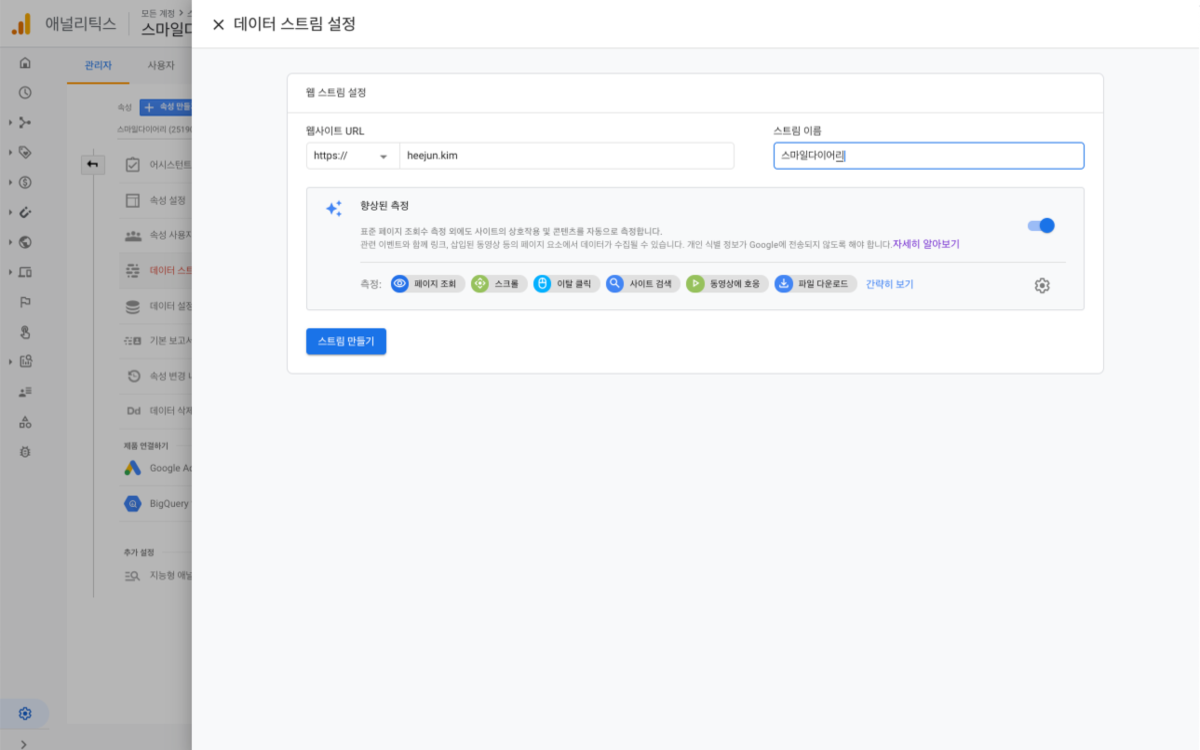 애널리틱스
모든 계정 >
스마일다
데이터 스트림 설정
관리자
사용자
속성
속성 만들
스마일다이어리 (2519
어시스턴트
속성 설정
속성 사용자
데이터 스트
데이터 설정
기본 보고서
속성 변경
Dd 데이터 삭제
제품 연결하기
Google Ad
BigQuery
추가 설정
지능형 애널
웹 스트림 설정
웹사이트 URL
스트림 이름
https://
heejun.kim
스마일다이어리
향상된 측정
표준 페이지 조회수 측정 외에도 사이트의 상호작용 및 콘텐츠를 자동으로 측정합니다.
관련 이벤트와 함께 링크, 삽입된 동영상 등의 페이지 요소에서 데이터가 수집될 수 있습니다. 개인 식별 정보가 Google에 전송되지 않도록 해야 합니다.자세히 알아보기
측정: 페이지 조회 스크롤 이탈 클릭 사이트 검색 동영상에 호응 파일 다운로드 간략히 보기
스트림 만들기